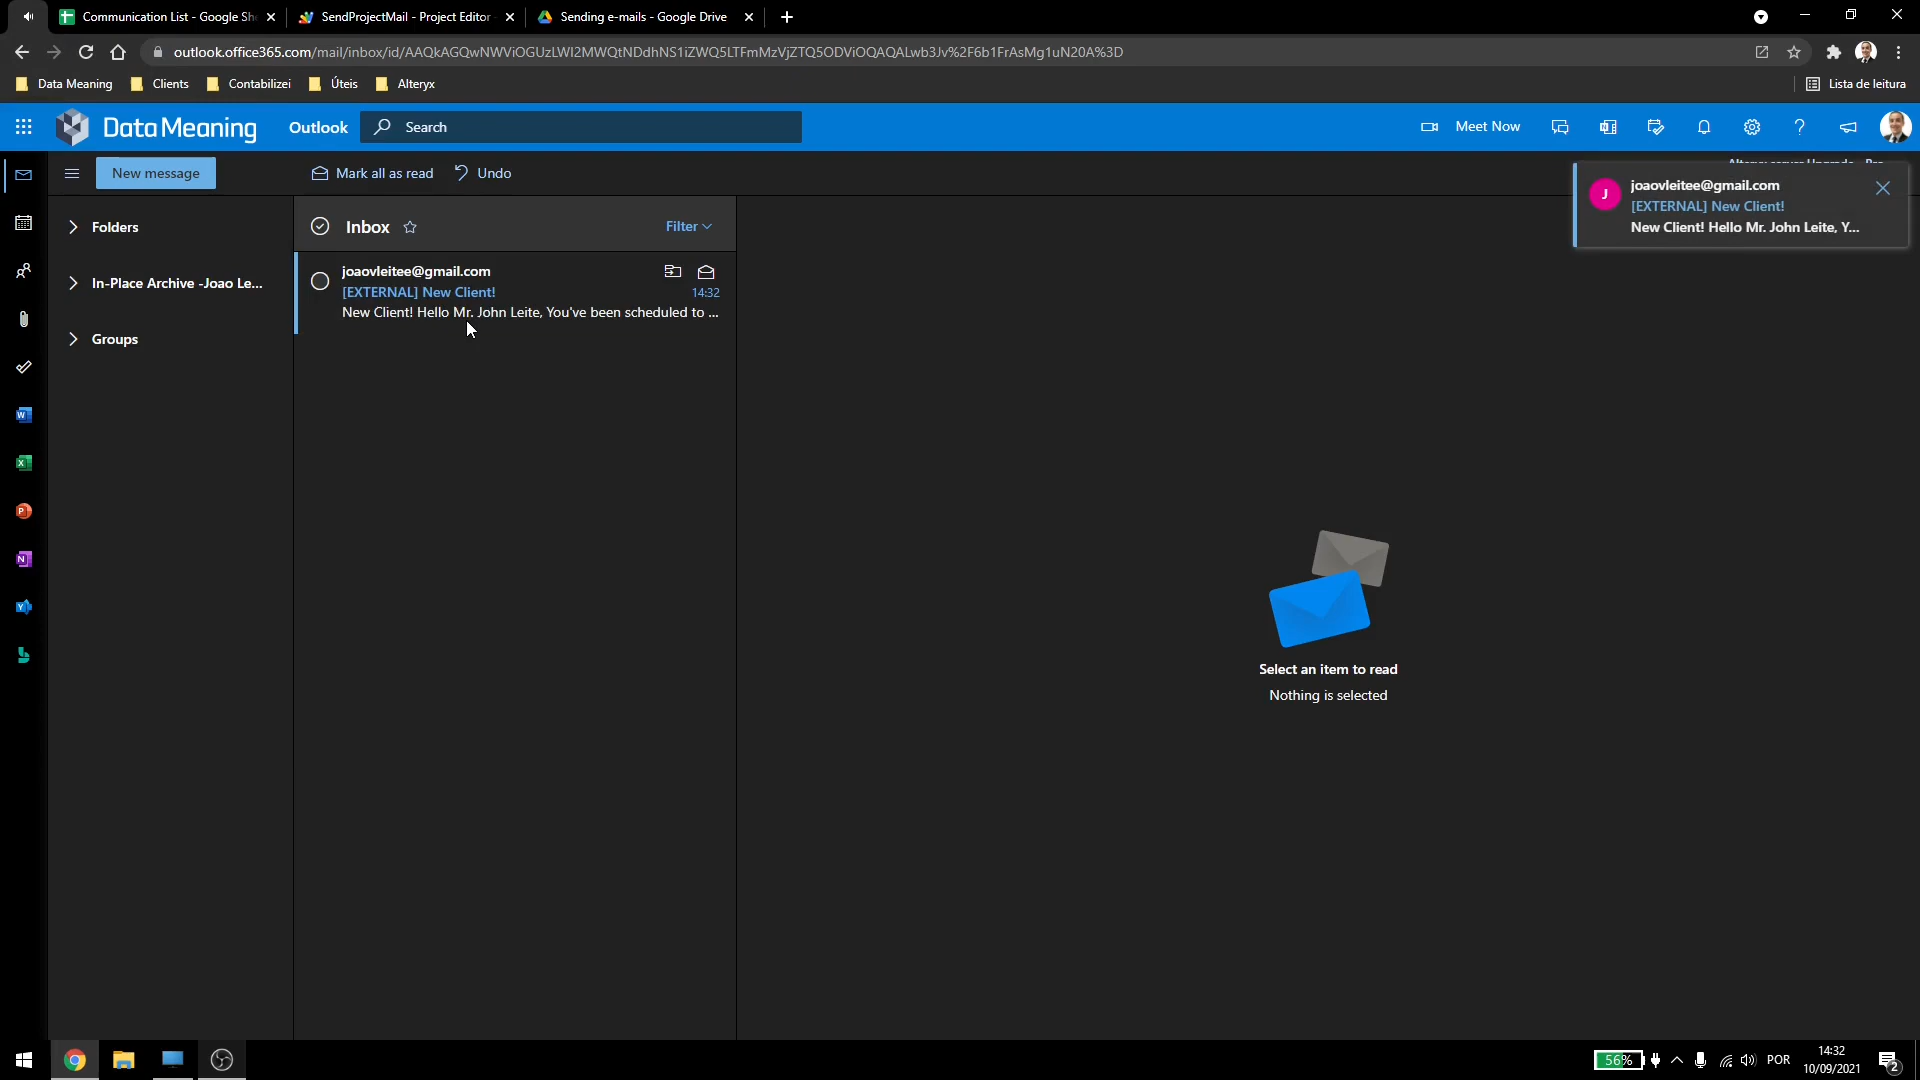 Communication List - Google She
SendProjectMail - Project Editor
Sending e-mails - Google Drive
outlook.office365.com/mail/inbox/id/AAQkAGQwNWViOGUzLWI2MWQtNDdhNS1iZWQ5LTFmMzVjZTQ5ODViOQAQALwb3Jv%2F6b1FrAsMg1uN20A%3D
Data Meaning
Clients
Contabilizei
Úteis
Alteryx
Lista de leitura
Data Meaning
Outlook
Search
Meet Now
New message
Mark all as read
Undo
J
joaovleitee@gmail.com
[EXTERNAL] New Client!
New Client! Hello Mr. John Leite, Y...
Folders
In-Place Archive -Joao Le...
Groups
Inbox
Filter
joaovleitee@gmail.com
[EXTERNAL] New Client!
14:32
New Client! Hello Mr. John Leite, You've been scheduled to ...
Select an item to read
Nothing is selected
56%
POR
14:32
10/09/2021
2